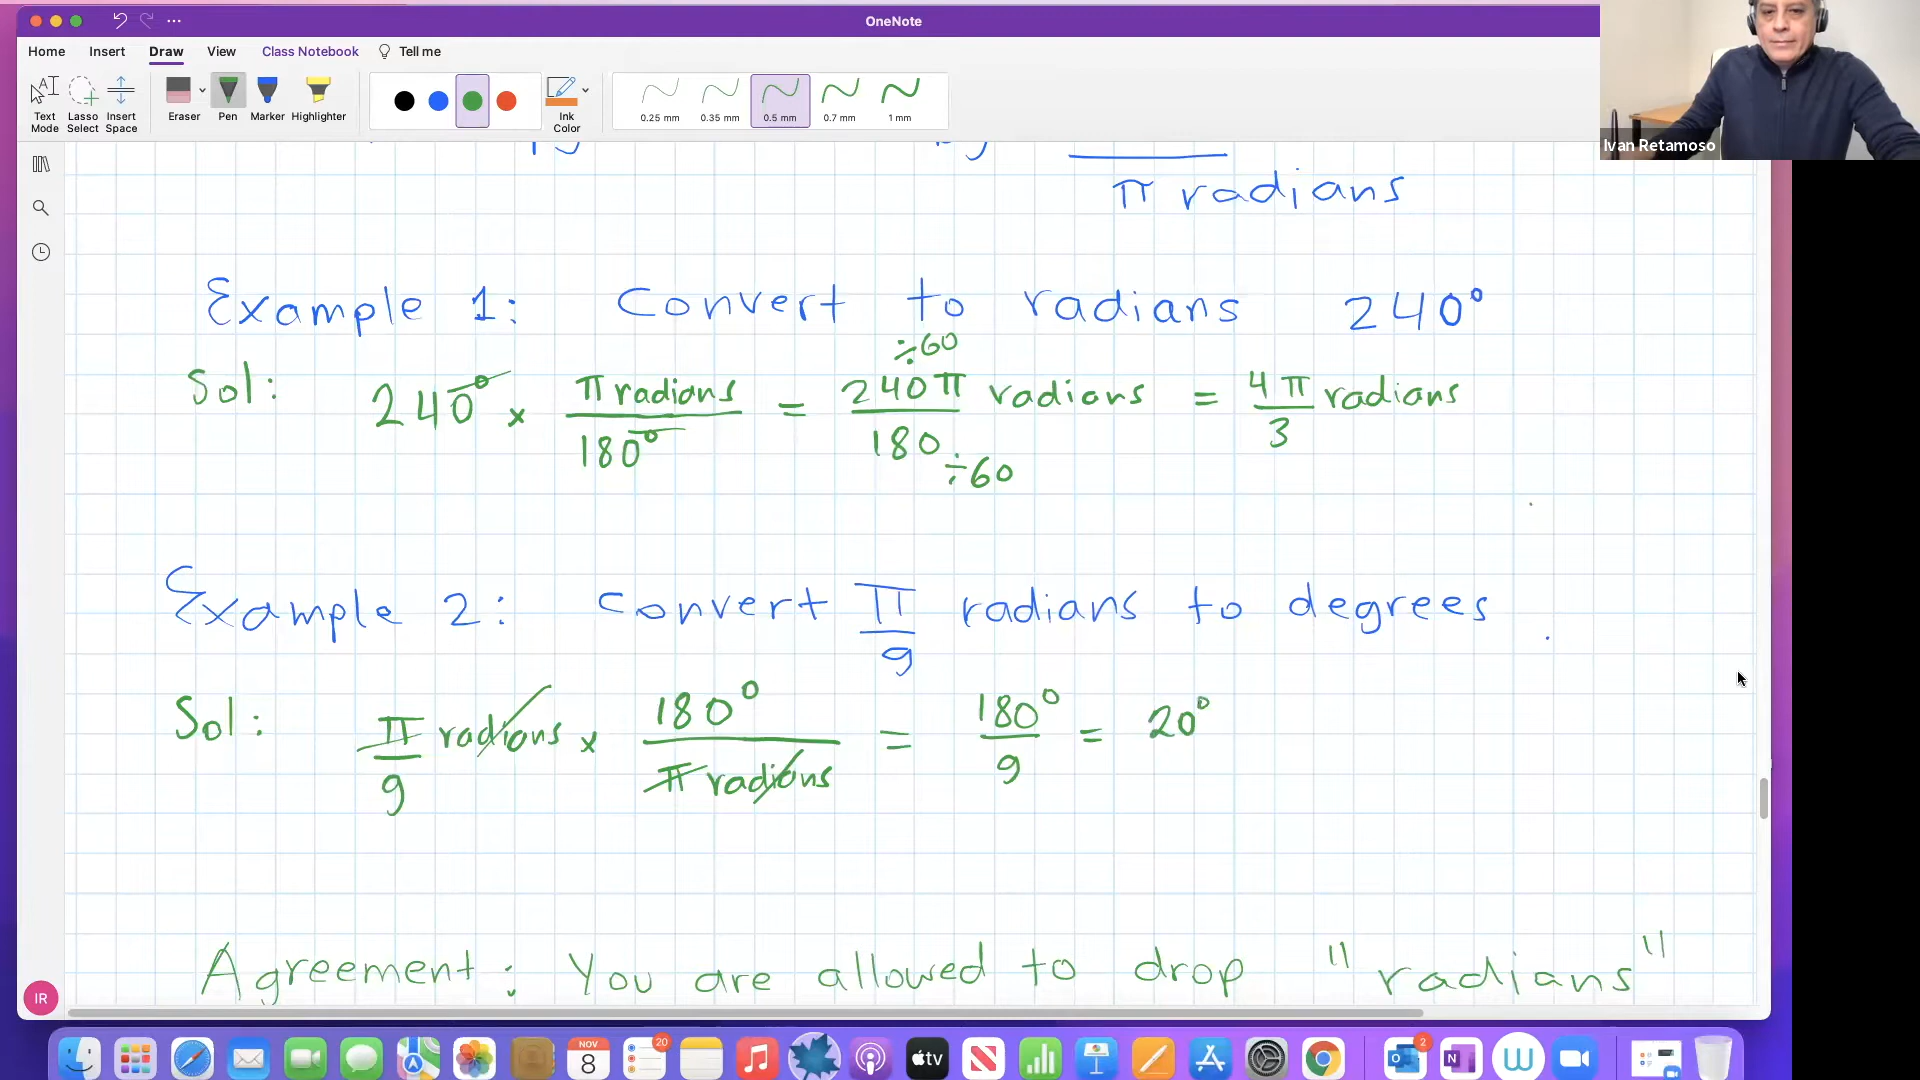 OneNote
Home Insert Draw View Class Notebook Tell me
Text Mode Lasso Select Insert Space Eraser Pen Marker Highlighter Ink Color 0.25 mm 0.35 mm 0.5 mm 0.7 mm 1 mm
Ivan Retamoso
by
π radians
Example 1: Convert to radians 240°
÷60
Sol: 240° × π radians / 180° = 240π / 180 radians = 4π / 3 radians
÷60
Example 2: Convert π / 9 radians to degrees .
Sol: π / 9 radians × 180° / π radians = 180° / 9 = 20°
Agreement: You are allowed to drop "radians"
IR
NOV
8
20
tv
N
2
W